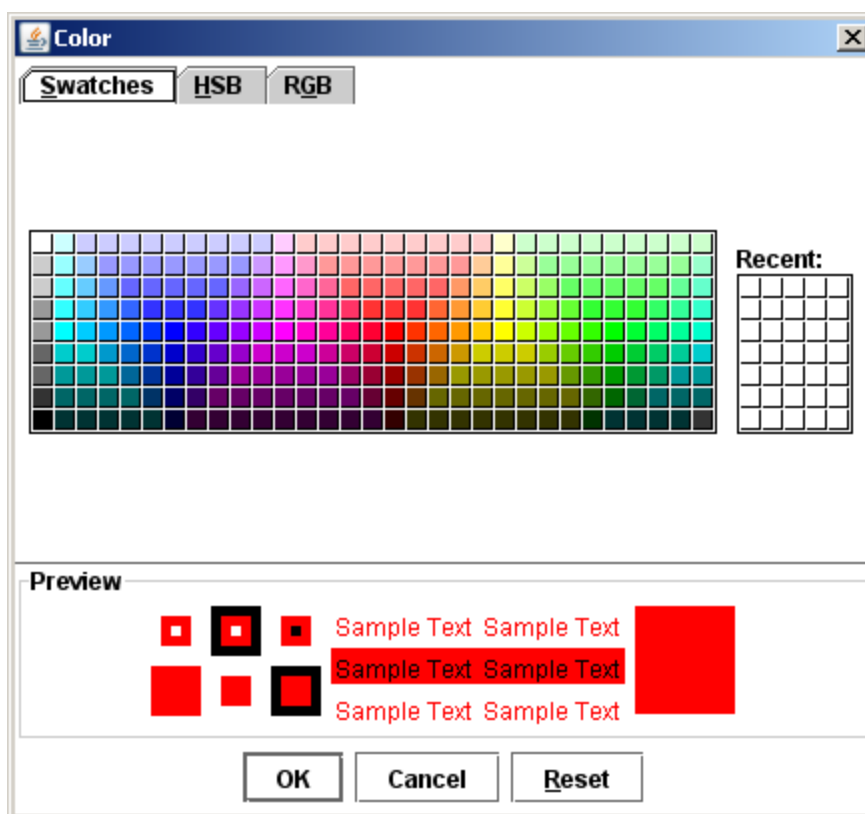 Color
Swatches HSB RGB
Recent:
Preview
Sample Text Sample Text
Sample Text Sample Text
Sample Text Sample Text
OK Cancel Reset